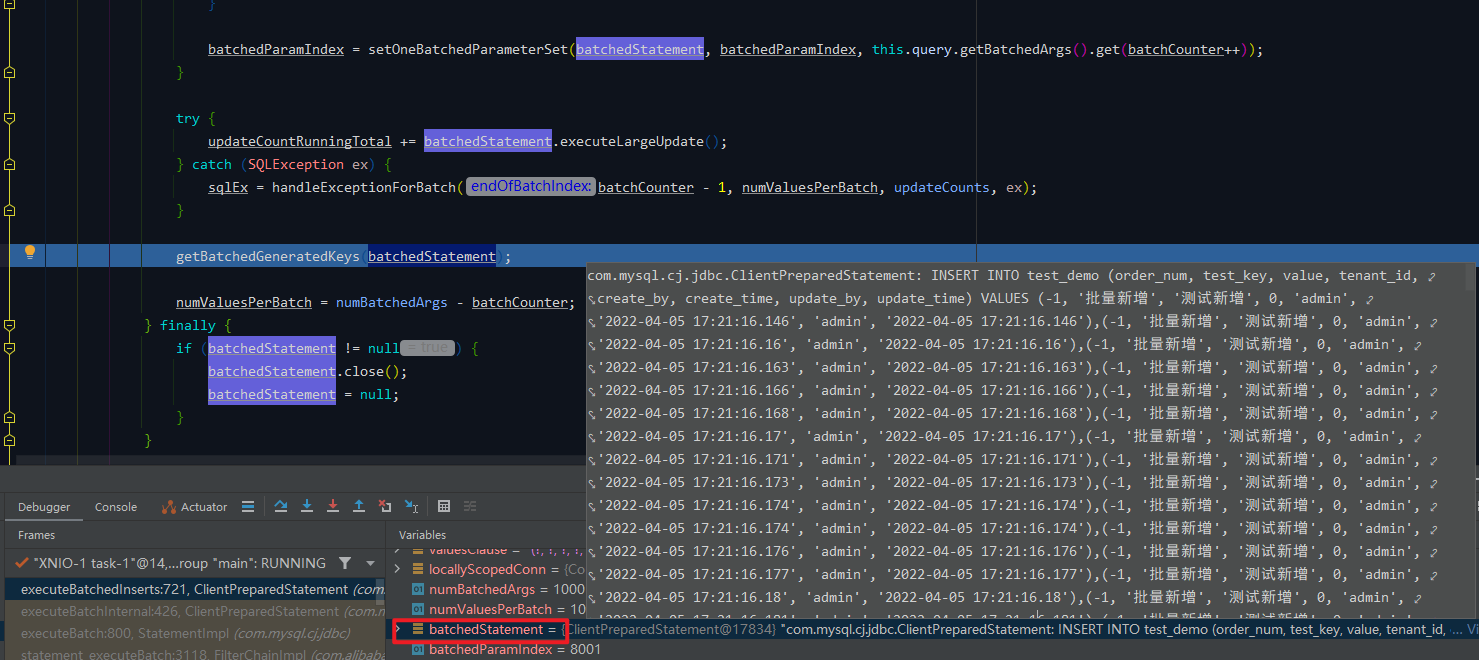 }
batchedParamIndex = setOneBatchedParameterSet(batchedStatement, batchedParamIndex, this.query.getBatchedArgs().get(batchCounter++));
}
try {
updateCountRunningTotal += batchedStatement.executeLargeUpdate();
} catch (SQLException ex) {
sqlEx = handleExceptionForBatch( endOfBatchIndex: batchCounter - 1, numValuesPerBatch, updateCounts, ex);
}
getBatchedGeneratedKeys(batchedStatement);
numValuesPerBatch = numBatchedArgs - batchCounter;
} finally {
if (batchedStatement != null = true ) {
batchedStatement.close();
batchedStatement = null;
}
}
com.mysql.cj.jdbc.ClientPreparedStatement: INSERT INTO test_demo (order_num, test_key, value, tenant_id,
create_by, create_time, update_by, update_time) VALUES (-1, '批量新增', '测试新增', 0, 'admin',
'2022-04-05 17:21:16.146', 'admin', '2022-04-05 17:21:16.146'),(-1, '批量新增', '测试新增', 0, 'admin',
'2022-04-05 17:21:16.16', 'admin', '2022-04-05 17:21:16.16'),(-1, '批量新增', '测试新增', 0, 'admin',
'2022-04-05 17:21:16.163', 'admin', '2022-04-05 17:21:16.163'),(-1, '批量新增', '测试新增', 0, 'admin',
'2022-04-05 17:21:16.166', 'admin', '2022-04-05 17:21:16.166'),(-1, '批量新增', '测试新增', 0, 'admin',
'2022-04-05 17:21:16.168', 'admin', '2022-04-05 17:21:16.168'),(-1, '批量新增', '测试新增', 0, 'admin',
'2022-04-05 17:21:16.17', 'admin', '2022-04-05 17:21:16.17'),(-1, '批量新增', '测试新增', 0, 'admin',
'2022-04-05 17:21:16.171', 'admin', '2022-04-05 17:21:16.171'),(-1, '批量新增', '测试新增', 0, 'admin',
'2022-04-05 17:21:16.173', 'admin', '2022-04-05 17:21:16.173'),(-1, '批量新增', '测试新增', 0, 'admin',
'2022-04-05 17:21:16.174', 'admin', '2022-04-05 17:21:16.174'),(-1, '批量新增', '测试新增', 0, 'admin',
'2022-04-05 17:21:16.174', 'admin', '2022-04-05 17:21:16.174'),(-1, '批量新增', '测试新增', 0, 'admin',
'2022-04-05 17:21:16.176', 'admin', '2022-04-05 17:21:16.176'),(-1, '批量新增', '测试新增', 0, 'admin',
'2022-04-05 17:21:16.177', 'admin', '2022-04-05 17:21:16.177'),(-1, '批量新增', '测试新增', 0, 'admin',
'2022-04-05 17:21:16.18', 'admin', '2022-04-05 17:21:16.18'),(-1, '批量新增', '测试新增', 0, 'admin',
Debugger Console Actuator
Frames
"XNIO-1 task-1"@14,...roup "main": RUNNING
executeBatchedInserts:721, ClientPreparedStatement (com.
executeBatchInternal:426, ClientPreparedStatement (com.m
executeBatch:800, StatementImpl (com.mysql.cj.jdbc)
statement_executeBatch:3118, FilterChainImpl (com.alibaba
Variables
valuesClause =
locallyScopedConn = {Co
numBatchedArgs = 1000
numValuesPerBatch = 10
batchedStatement = {ClientPreparedStatement@17834} "com.mysql.cj.jdbc.ClientPreparedStatement: INSERT INTO test_demo (order_num, test_key, value, tenant_id, ... Vi
batchedParamIndex = 8001